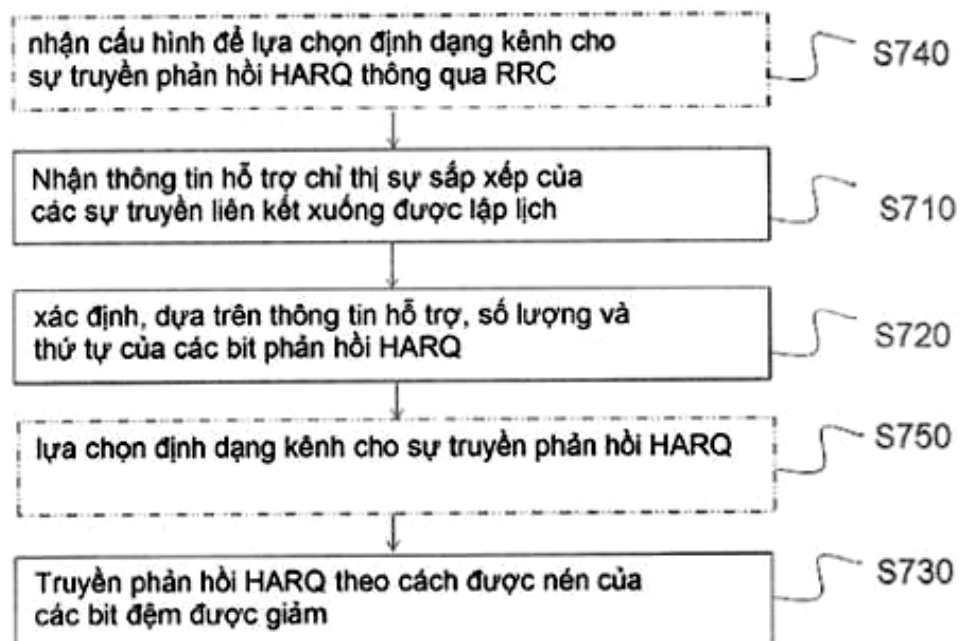 nhận cấu hình để lựa chọn định dạng kênh cho
sự truyền phản hồi HARQ thông qua RRC
S740
Nhận thông tin hỗ trợ chỉ thị sự sắp xếp của
các sự truyền liên kết xuống được lập lịch
S710
xác định, dựa trên thông tin hỗ trợ, số lượng và
thứ tự của các bit phản hồi HARQ
S720
lựa chọn định dạng kênh cho sự truyền phản hồi HARQ
S750
Truyền phản hồi HARQ theo cách được nén của
các bit đệm được giảm
S730